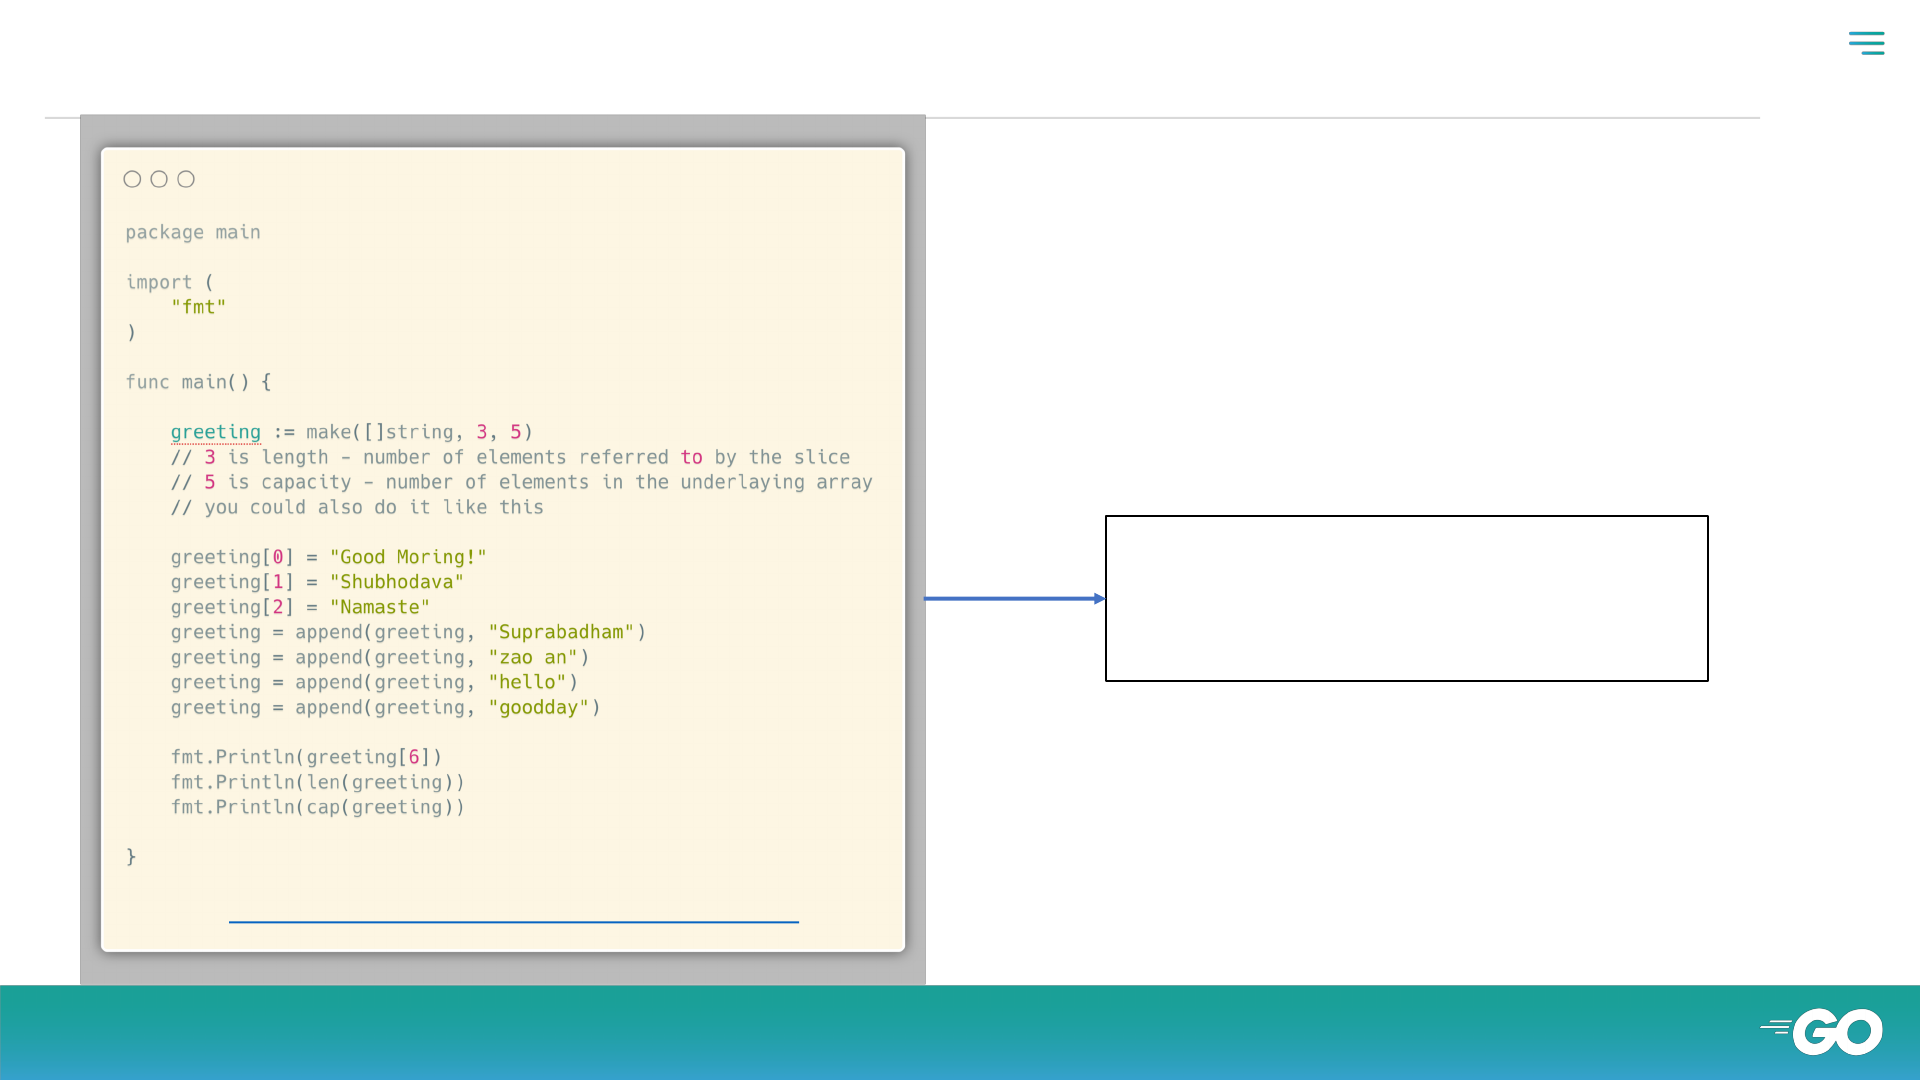 package main
import (
"fmt"
)
func main() {
greeting := make([]string, 3, 5)
// 3 is length - number of elements referred to by the slice
// 5 is capacity - number of elements in the underlaying array
// you could also do it like this
greeting[0] = "Good Moring!"
greeting[1] = "Shubhodava"
greeting[2] = "Namaste"
greeting = append(greeting, "Suprabadham")
greeting = append(greeting, "zao an")
greeting = append(greeting, "hello")
greeting = append(greeting, "goodday")
fmt.Println(greeting[6])
fmt.Println(len(greeting))
fmt.Println(cap(greeting))
}
GO